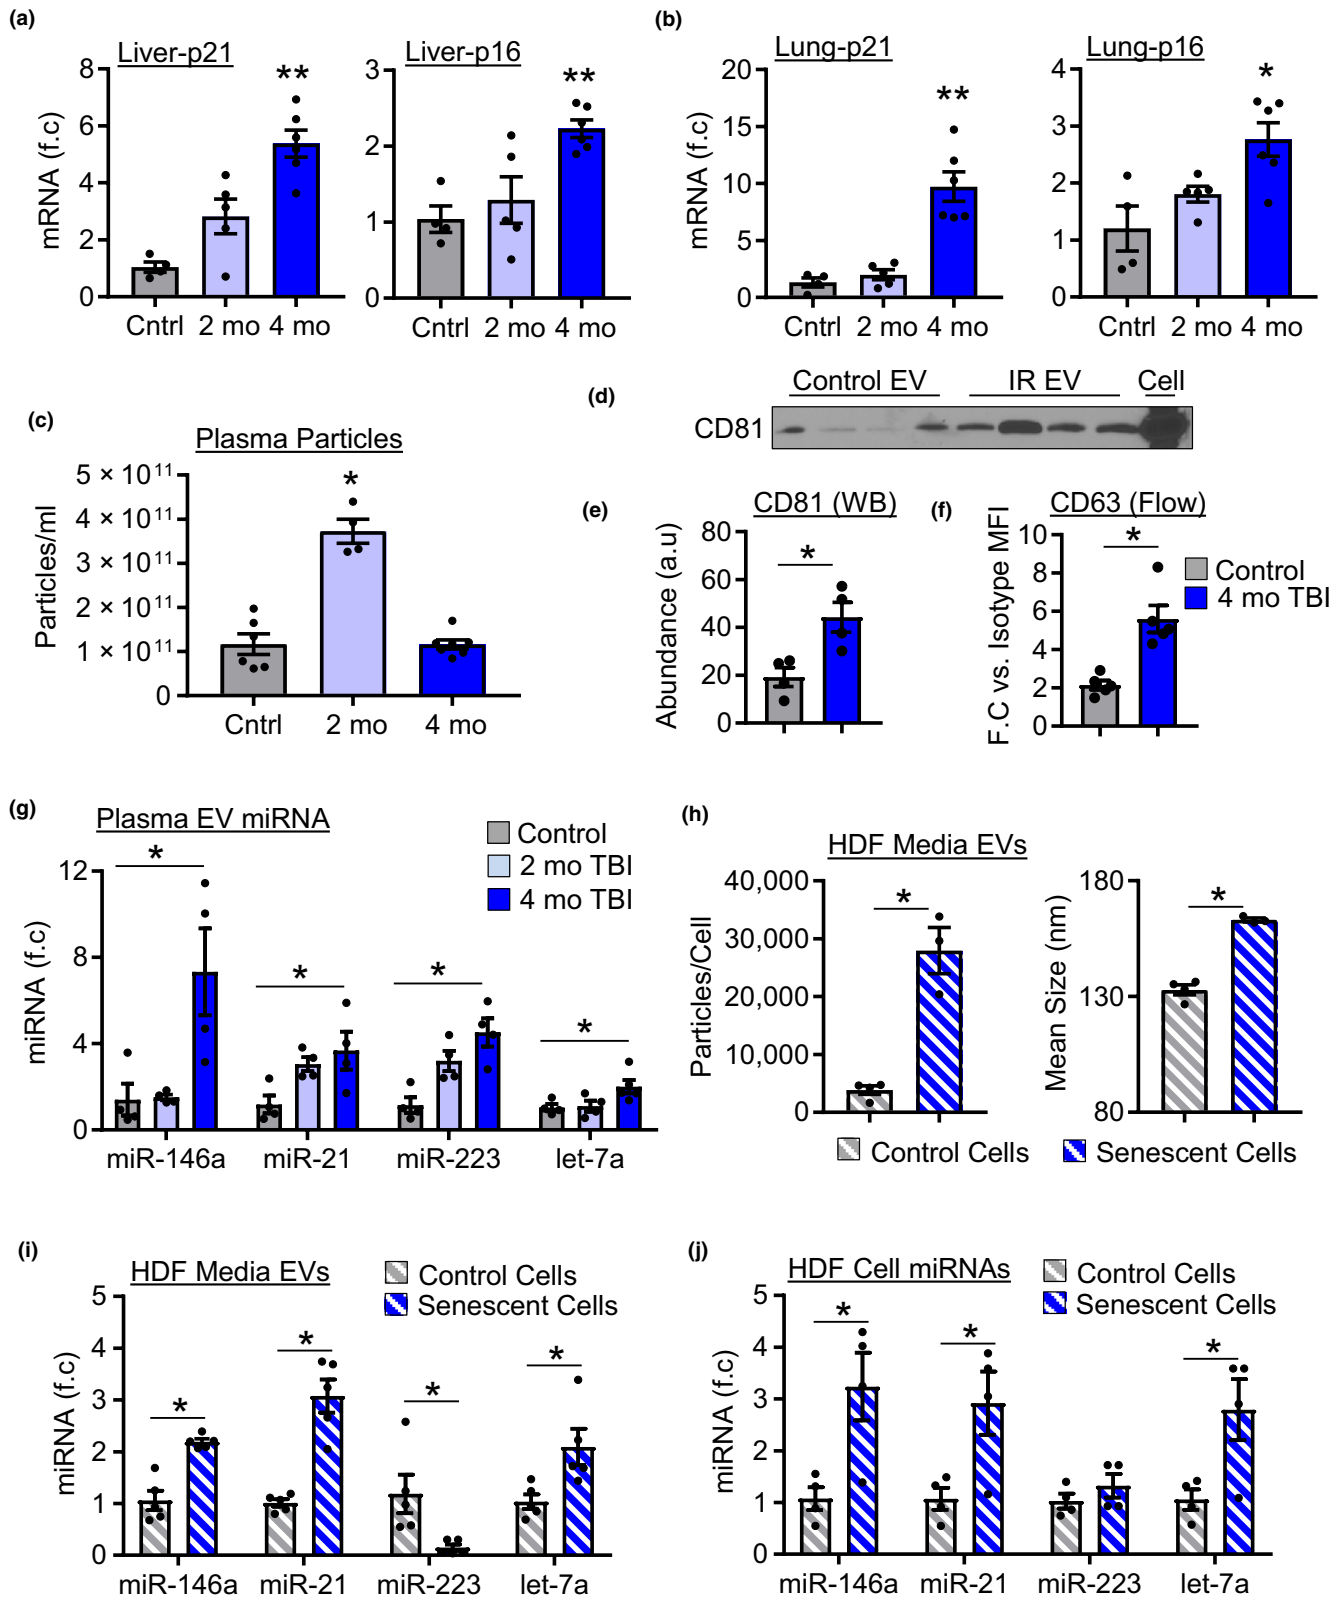 (a)
Liver-p21
Liver-p16
mRNA (f.c)
8
6
4
2
0
**
Cntrl 2 mo 4 mo
3
2
1
0
**
Cntrl 2 mo 4 mo
(b)
Lung-p21
Lung-p16
mRNA (f.c)
20
15
10
5
0
**
Cntrl 2 mo 4 mo
4
3
2
1
0
*
Cntrl 2 mo 4 mo
(c)
Plasma Particles
Particles/ml
5 × 10¹¹
4 × 10¹¹
3 × 10¹¹
2 × 10¹¹
1 × 10¹¹
0
*
Cntrl 2 mo 4 mo
(d)
Control EV IR EV Cell
CD81
(e)
CD81 (WB)
Abundance (a.u)
80
60
40
20
0
*
(f)
CD63 (Flow)
F.C vs. Isotype MFI
10
8
6
4
2
0
*
Control
4 mo TBI
(g)
Plasma EV miRNA
Control
2 mo TBI
4 mo TBI
miRNA (f.c)
12
8
4
0
* * * *
miR-146a miR-21 miR-223 let-7a
(h)
HDF Media EVs
Particles/Cell
40,000
30,000
20,000
10,000
0
*
Mean Size (nm)
180
130
80
*
Control Cells Senescent Cells
(i)
HDF Media EVs
Control Cells
Senescent Cells
miRNA (f.c)
5
4
3
2
1
0
* * * *
miR-146a miR-21 miR-223 let-7a
(j)
HDF Cell miRNAs
Control Cells
Senescent Cells
miRNA (f.c)
5
4
3
2
1
0
* * *
miR-146a miR-21 miR-223 let-7a